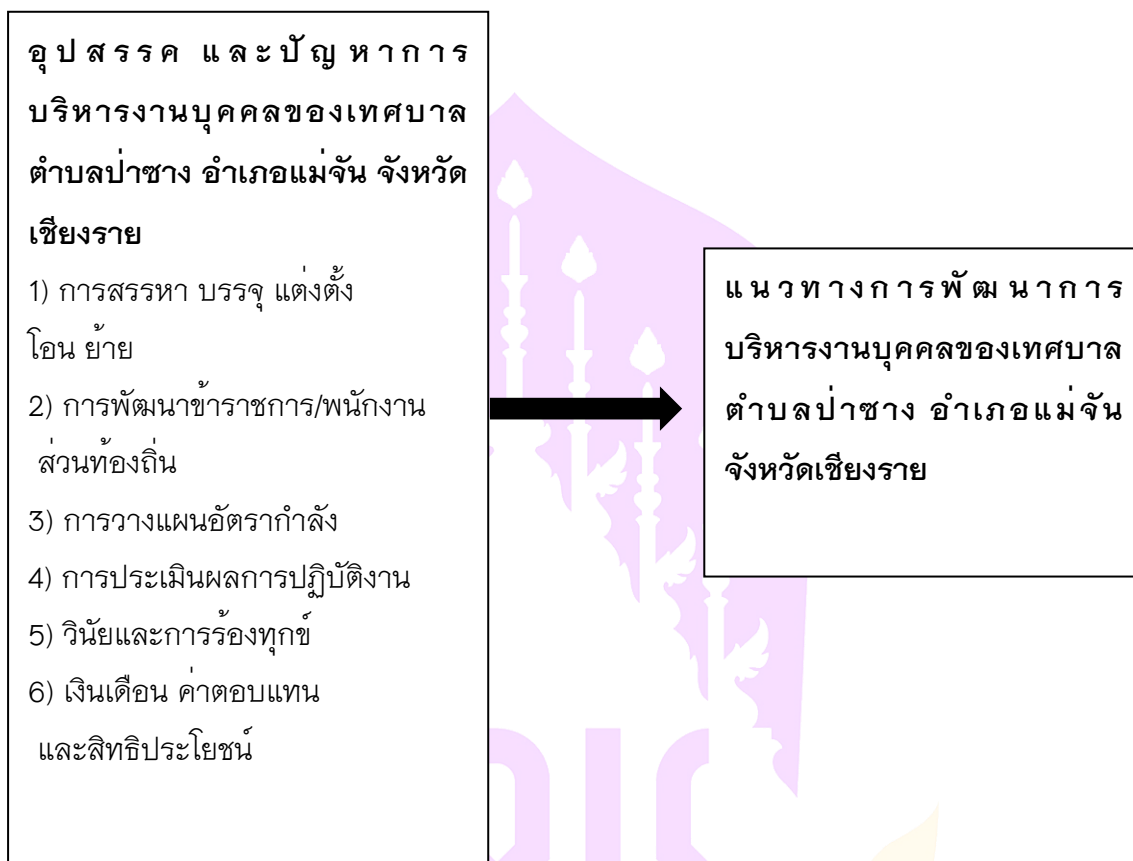 อุปสรรค และปัญหาการ
บริหารงานบุคคลของเทศบาล
ตำบลป่าซาง อำเภอแม่จัน จังหวัด
เชียงราย
1) การสรรหา บรรจุ แต่งตั้ง
โอน ย้าย
2) การพัฒนาข้าราชการ/พนักงาน
ส่วนท้องถิ่น
3) การวางแผนอัตรากำลัง
4) การประเมินผลการปฏิบัติงาน
5) วินัยและการร้องทุกข์
6) เงินเดือน ค่าตอบแทน
และสิทธิประโยชน์
แนวทางการพัฒนาการ
บริหารงานบุคคลของเทศบาล
ตำบลป่าซาง อำเภอแม่จัน
จังหวัดเชียงราย